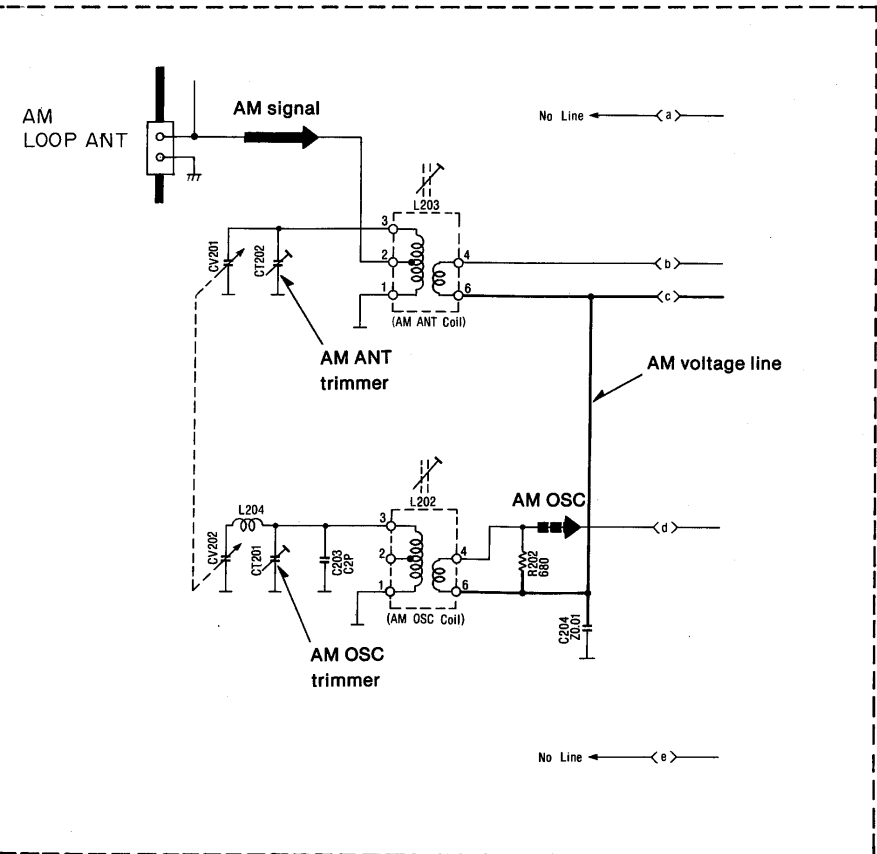 AM
LOOP ANT
AM signal
No Line
a
L203
3
CV201
CT202
2
4
b
1
6
c
(AM ANT Coil)
AM ANT
trimmer
AM voltage line
L202
AM OSC
L204
3
d
CV202
CT201
C203
C2P
2
4
R202
680
1
6
(AM OSC Coil)
C204
Z0.01
AM OSC
trimmer
No Line
e